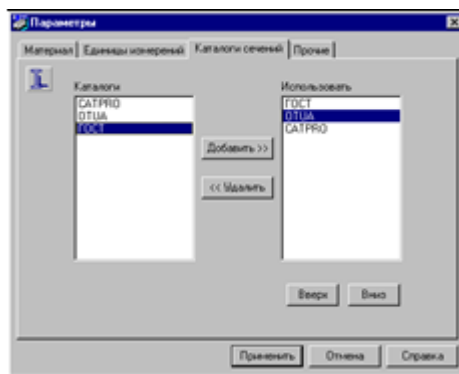 Параметры
Материал Единицы измерений Каталоги сечений Прочие
Каталоги Использовать
CATPRO ГОСТ
OTUA OTUA
ГОСТ CATPRO
Добавить >>
<< Удалить
Вверх Вниз
Применить Отмена Справка